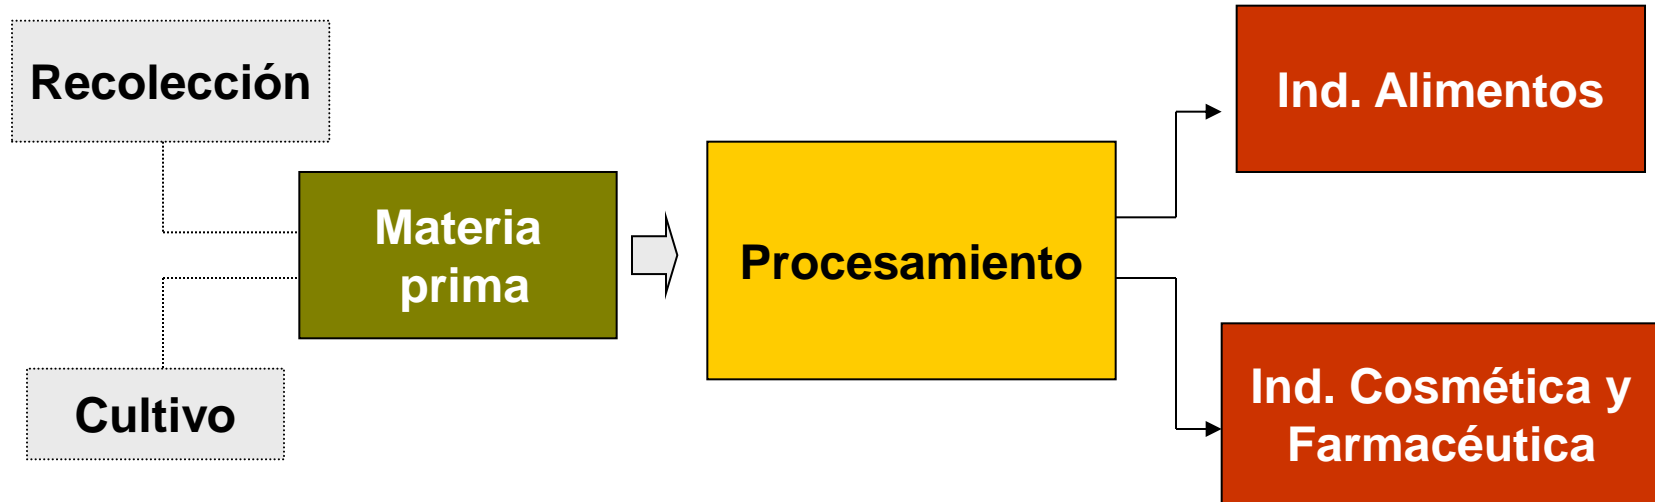 Recolección
Ind. Alimentos
Materia
prima
Procesamiento
Cultivo
Ind. Cosmética y
Farmacéutica